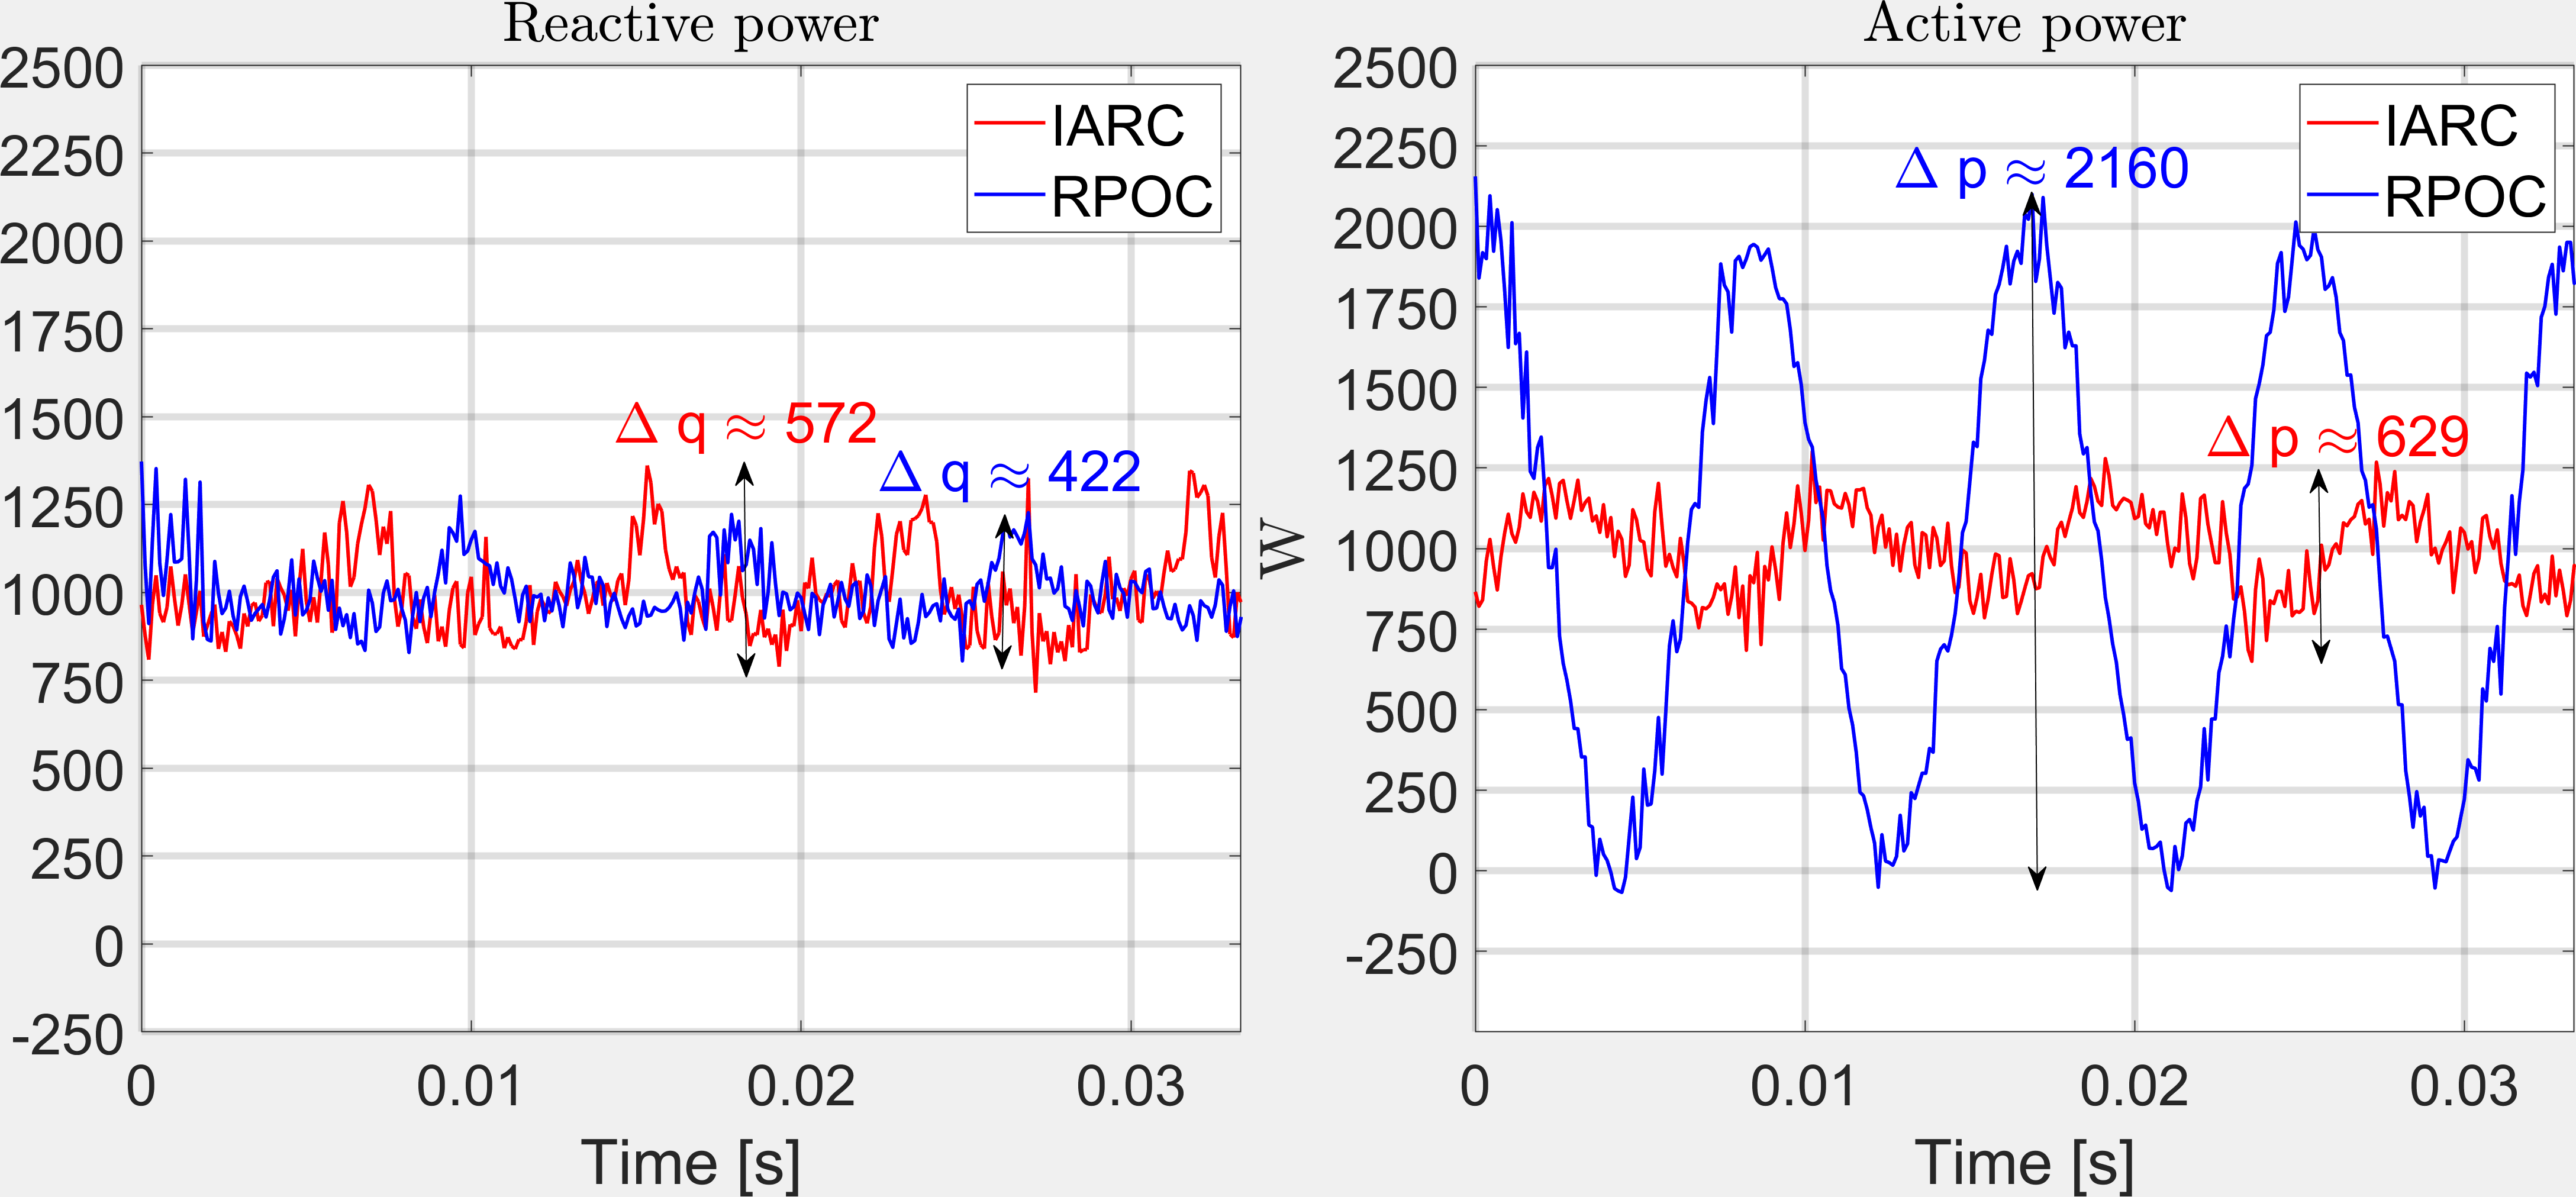 Reactive power
2500
2250
2000
1750
1500
1250
1000
750
500
250
0
-250
0
0.01
0.02
0.03
Time [s]
IARC
RPOC
Δ q ≈ 572
Δ q ≈ 422
Active power
W
2500
2250
2000
1750
1500
1250
1000
750
500
250
0
-250
0
0.01
0.02
0.03
Time [s]
IARC
RPOC
Δ p ≈ 2160
Δ p ≈ 629